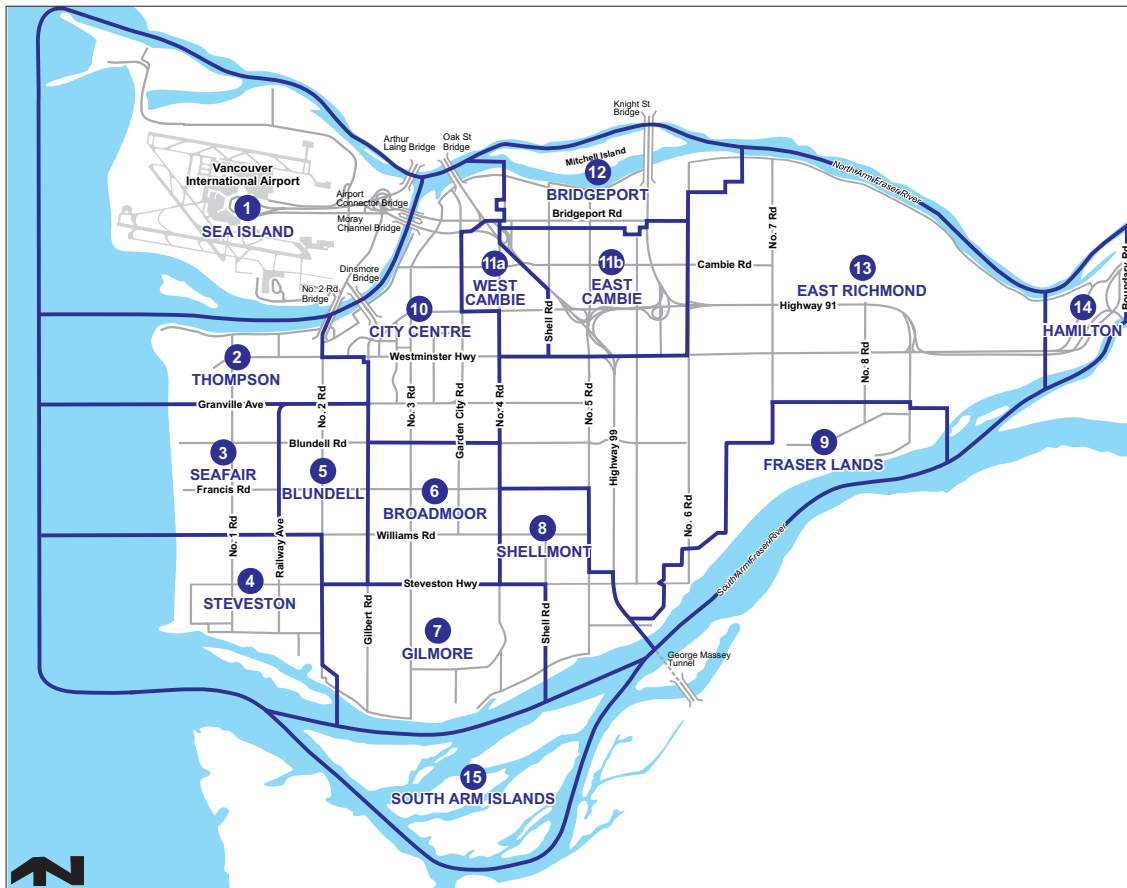 Knight St
Bridge
Arthur
Laing Bridge
Oak St
Bridge
Mitchell Island
12
BRIDGEPORT
North Arm Fraser River
Vancouver
International Airport
1
SEA ISLAND
Airport
Connector Bridge
Moray
Channel Bridge
Bridgeport Rd
No. 7 Rd
Boundary Rd
Dinsmore
Bridge
No. 2 Rd
Bridge
11a
WEST
CAMBIE
11b
EAST
CAMBIE
Cambie Rd
13
EAST RICHMOND
Highway 91
14
HAMILTON
10
CITY CENTRE
Shell Rd
2
THOMPSON
Westminster Hwy
No. 8 Rd
Granville Ave
No. 2 Rd
No. 3 Rd
Garden City Rd
No. 4 Rd
No. 5 Rd
Highway 99
3
SEAFAIR
Blundell Rd
5
BLUNDELL
Francis Rd
6
BROADMOOR
9
FRASER LANDS
No. 1 Rd
Railway Ave
Williams Rd
8
SHELLMONT
No. 6 Rd
South Arm Fraser River
4
STEVESTON
Steveston Hwy
Gilbert Rd
7
GILMORE
Shell Rd
George Massey
Tunnel
15
SOUTH ARM ISLANDS
N